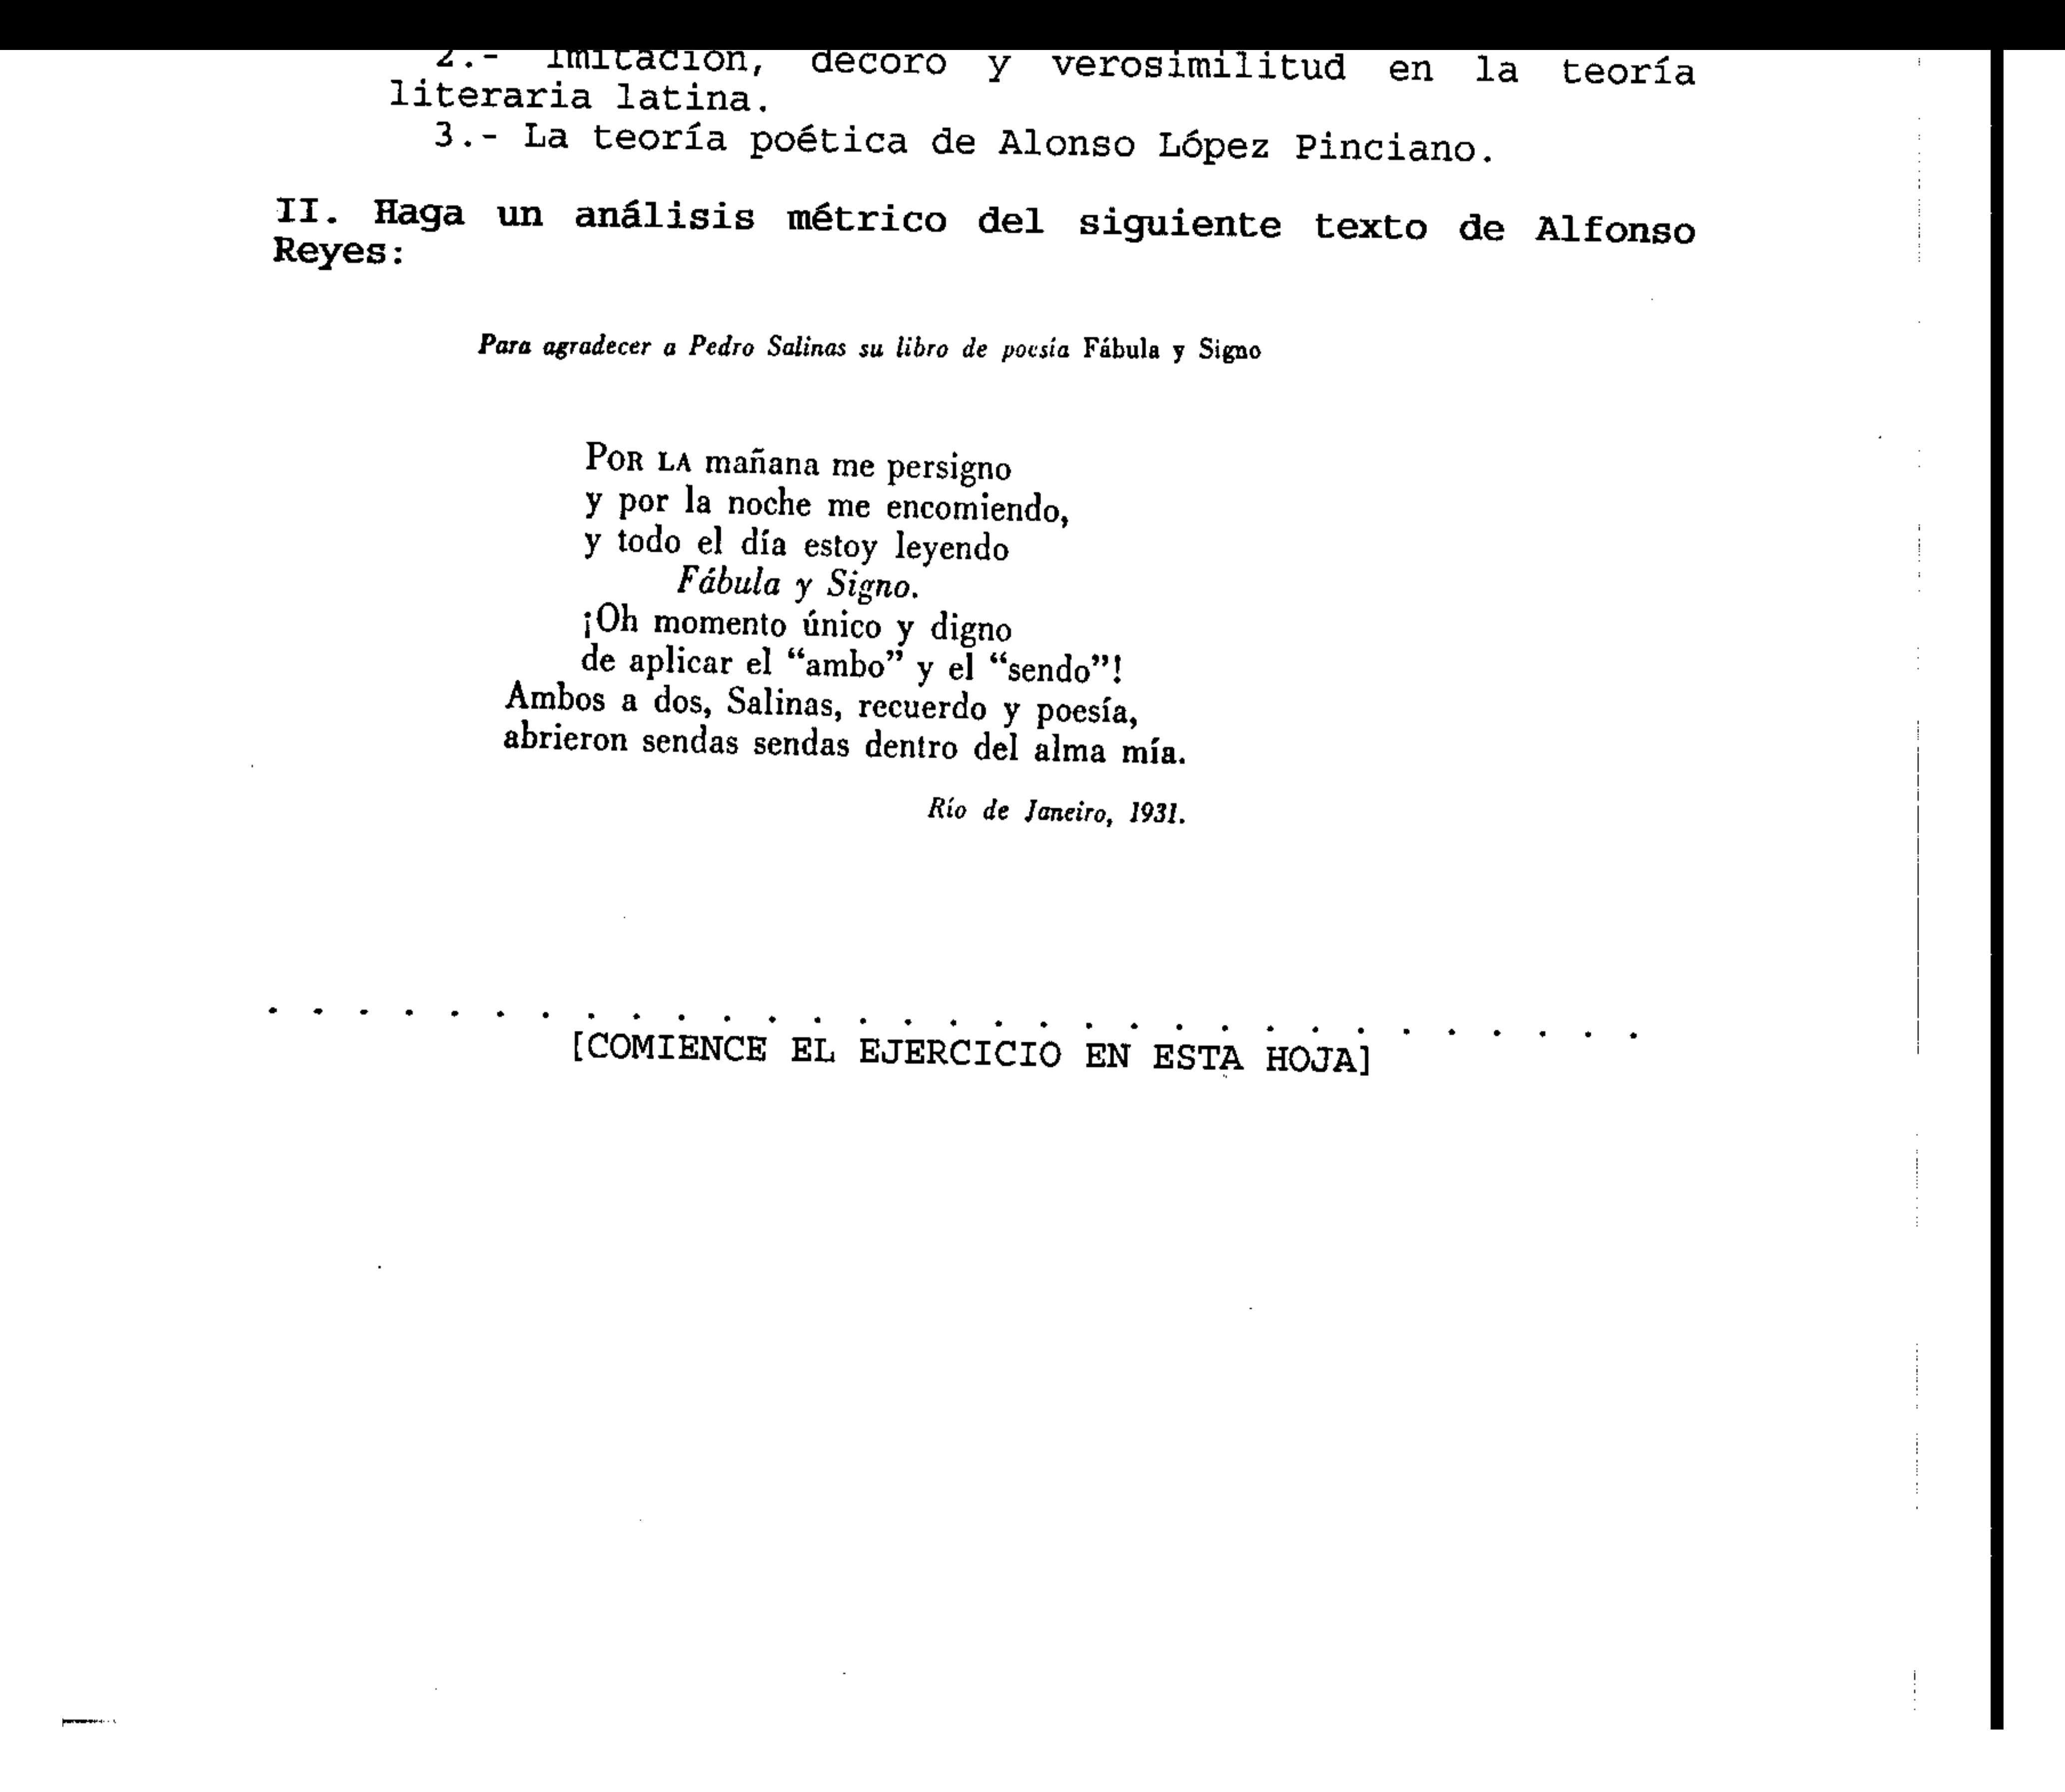 2.- Imitación, decoro y verosimilitud en la teoría
literaria latina.
3.- La teoría poética de Alonso López Pinciano.
II. Haga un análisis métrico del siguiente texto de Alfonso
Reyes:
Para agradecer a Pedro Salinas su libro de poesía Fábula y Signo
POR LA mañana me persigno
y por la noche me encomiendo,
y todo el día estoy leyendo
Fábula y Signo.
¡Oh momento único y digno
de aplicar el “ambo” y el “sendo”!
Ambos a dos, Salinas, recuerdo y poesía,
abrieron sendas sendas dentro del alma mía.
Río de Janeiro, 1931.
. . . . . . . . . . . . . . . . . . . . . . . . . . . . . . .
[COMIENCE EL EJERCICIO EN ESTA HOJA]